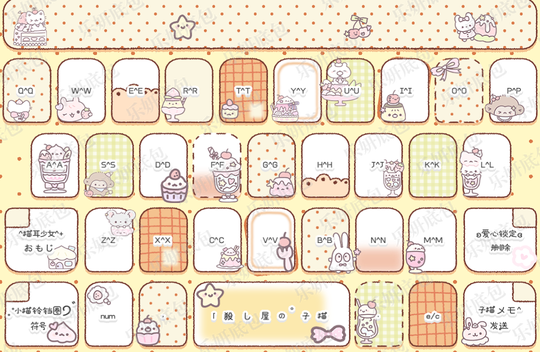 Q^Q W^W E^E R^R T^T Y^Y U^U I^I O^O P^P
A^A S^S D^D F^F G^G H^H J^J K^K L^L
^猫耳少女^+
おもじ
Z^Z X^X C^C V^V B^B N^N M^M
爱心锁定
删除
小猫铃铛圈
符号
num
!殺し屋の 子猫
e/c
子猫メモ^
发送